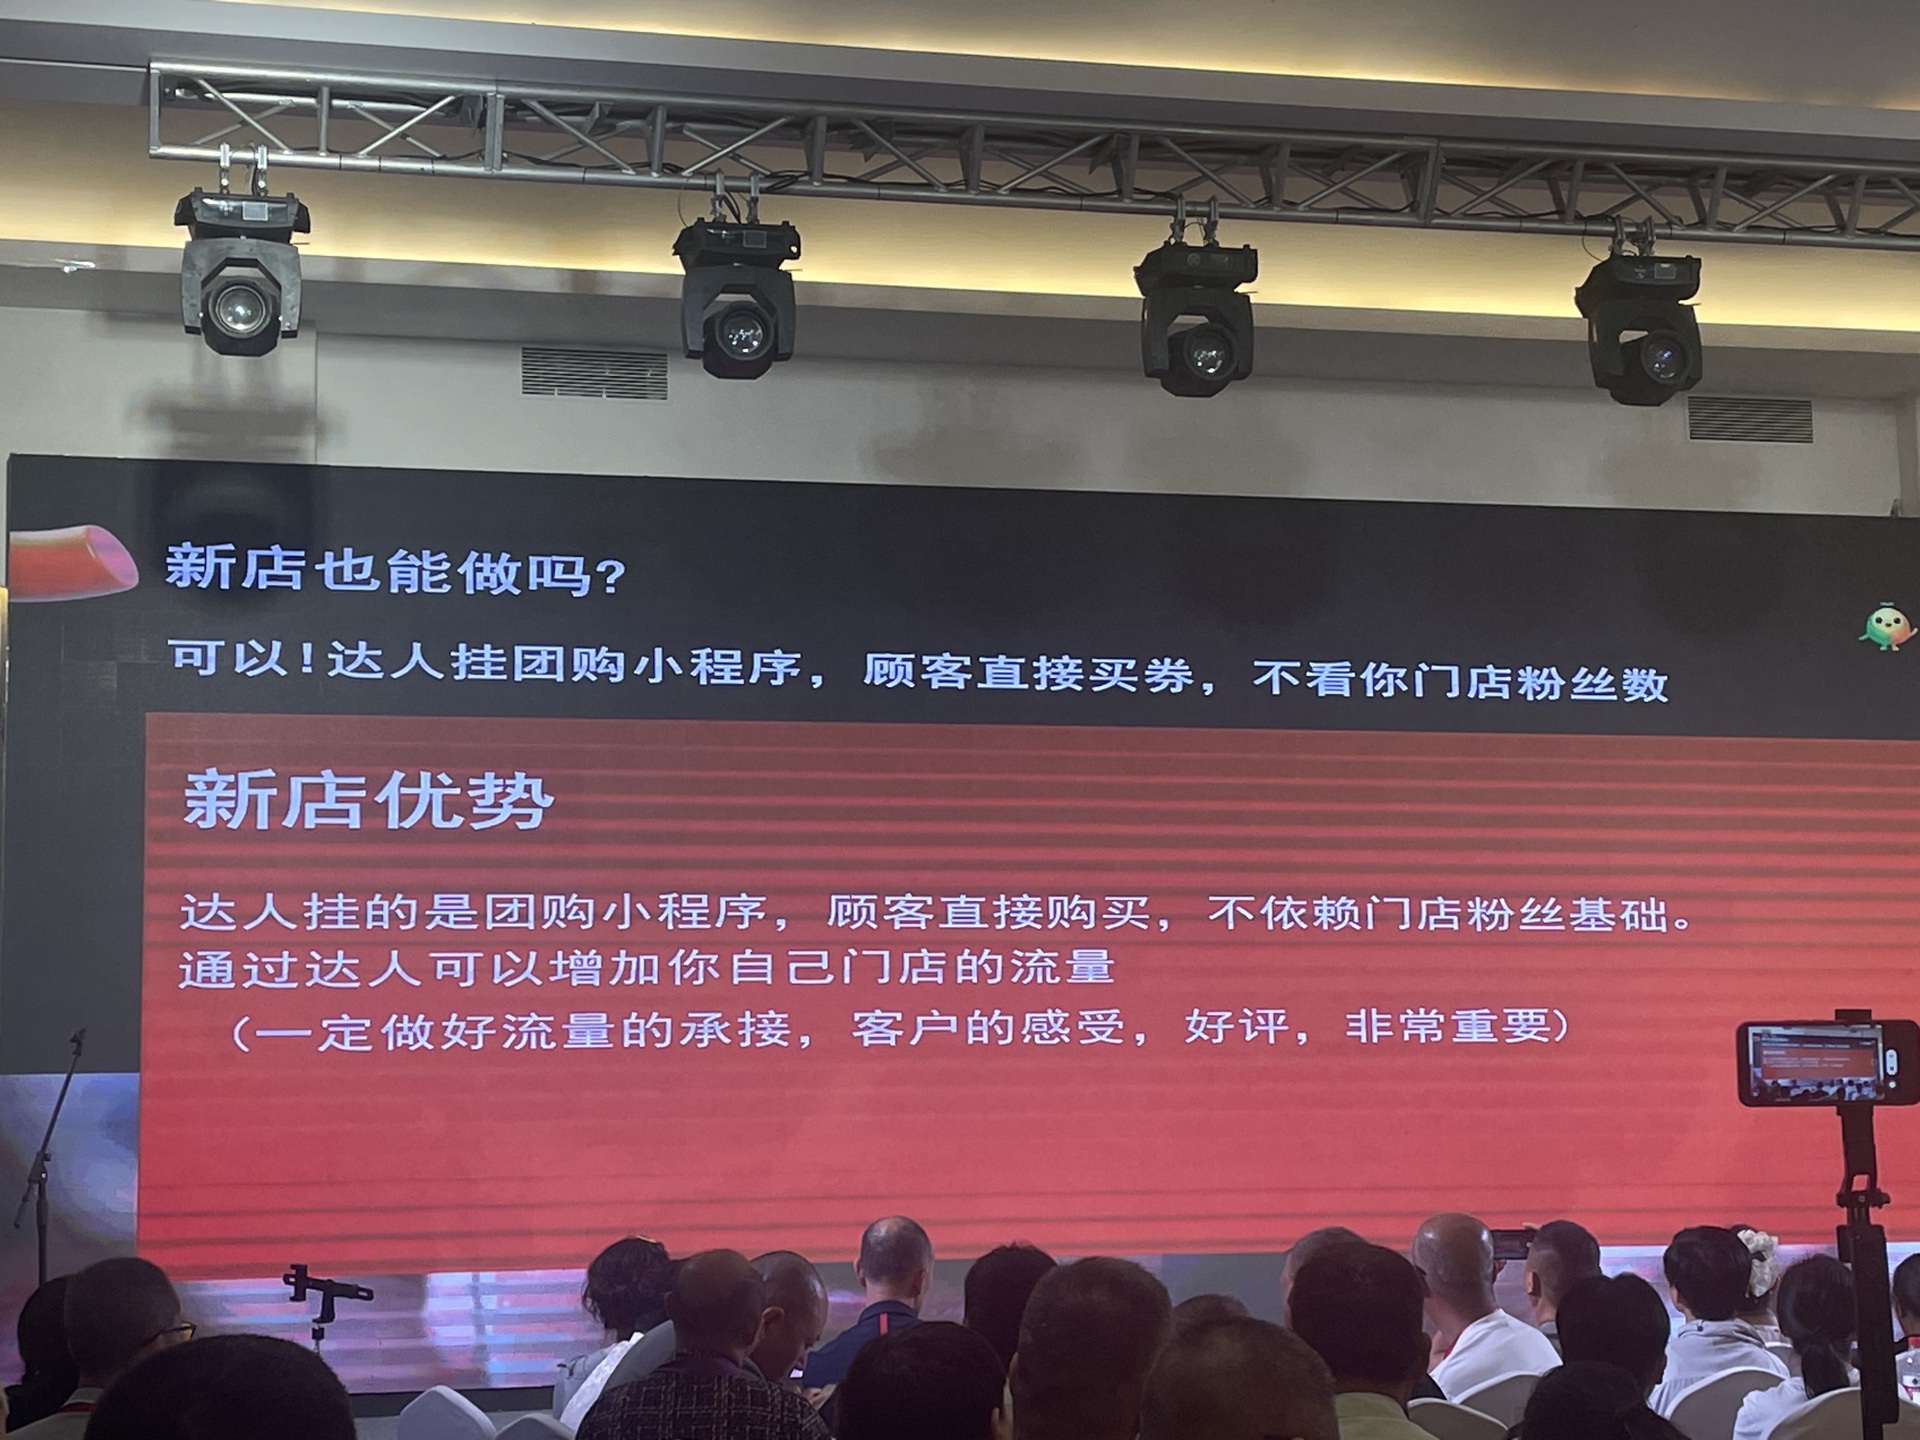 新店也能做吗?
可以!达人挂团购小程序，顾客直接买券，不看你门店粉丝数
新店优势
达人挂的是团购小程序，顾客直接购买，不依赖门店粉丝基础。
通过达人可以增加你自己门店的流量
（一定做好流量的承接，客户的感受，好评，非常重要）